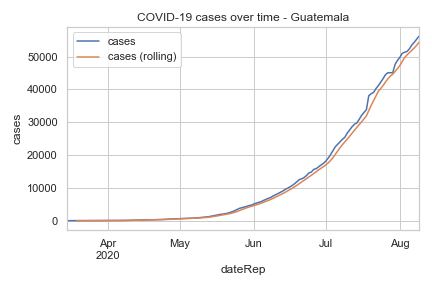 COVID-19 cases over time - Guatemala
cases
cases (rolling)
50000
40000
30000
20000
10000
0
cases
Apr
2020
May
Jun
Jul
Aug
dateRep